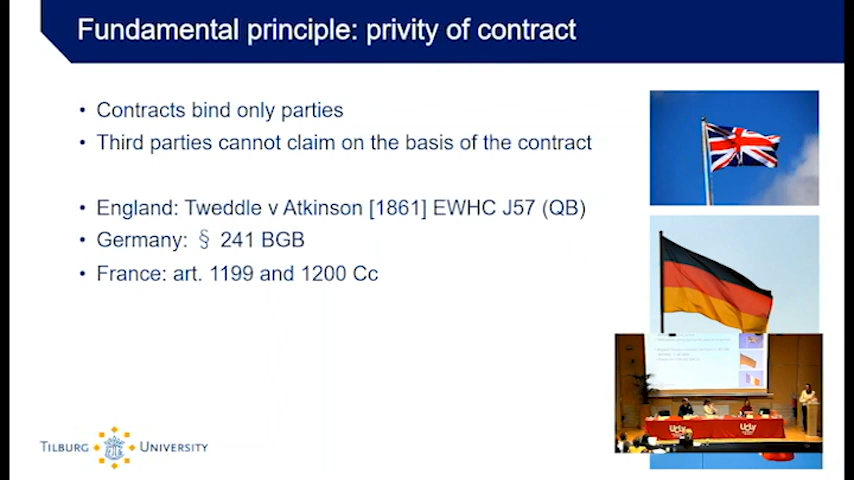 Fundamental principle: privity of contract
• Contracts bind only parties
• Third parties cannot claim on the basis of the contract
• England: Tweddle v Atkinson [1861] EWHC J57 (QB)
• Germany: § 241 BGB
• France: art. 1199 and 1200 Cc
TILBURG UNIVERSITY